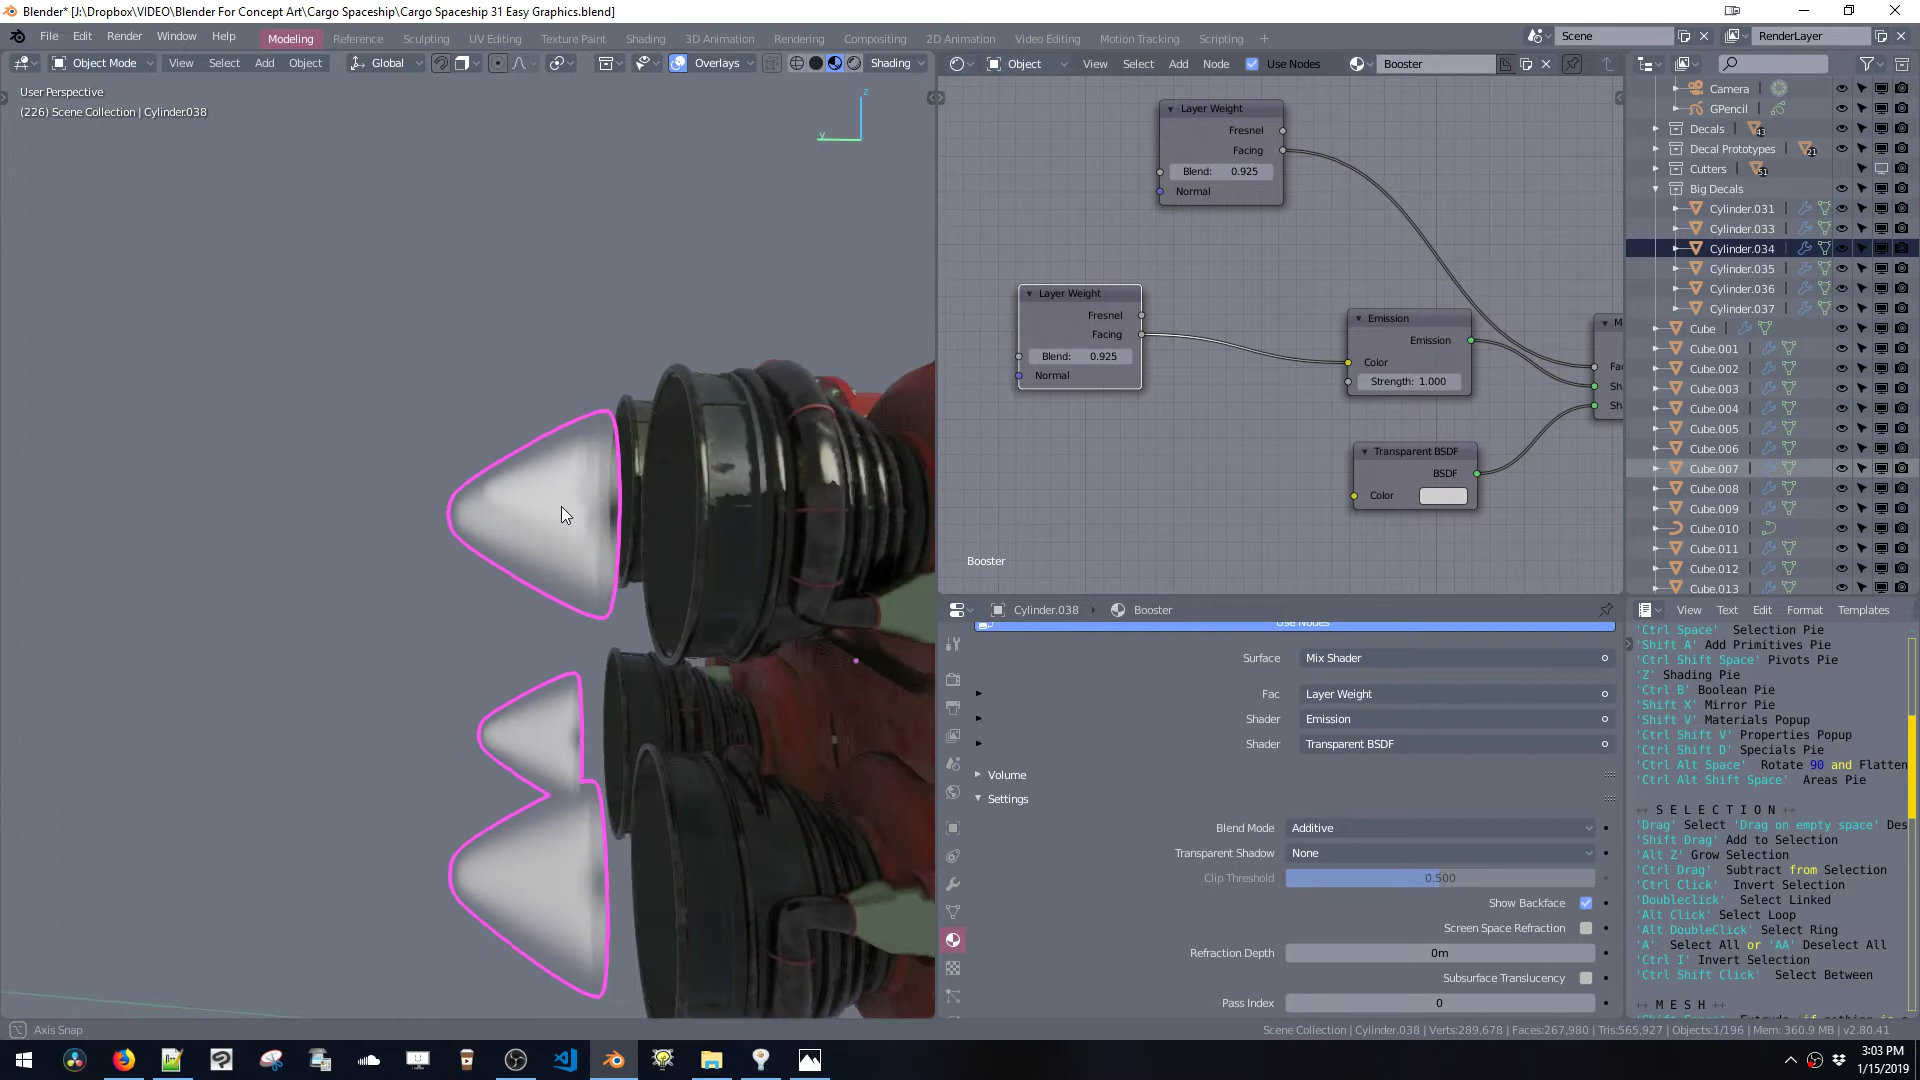 Blender* [J:\Dropbox\VIDEO\Blender For Concept Art\Cargo Spaceship\Cargo Spaceship 31 Easy Graphics.blend]
File Edit Render Window Help
Modeling Reference Sculpting UV Editing Texture Paint Shading 3D Animation Rendering Compositing 2D Animation Video Editing Motion Tracking Scripting
Scene
RenderLayer
Object Mode View Select Add Object Global Overlays Shading
Object View Select Add Node Use Nodes Booster
User Perspective
(226) Scene Collection | Cylinder.038
z
y
Layer Weight
Fresnel
Facing
Blend: 0.925
Normal
Layer Weight
Fresnel
Facing
Blend: 0.925
Normal
Emission
Emission
Color
Strength: 1.000
Transparent BSDF
BSDF
Color
M
Fac
Sh
Sh
Booster
Camera
GPencil
Decals 43
Decal Prototypes 21
Cutters 51
Big Decals
Cylinder.031
Cylinder.033
Cylinder.034
Cylinder.035
Cylinder.036
Cylinder.037
Cube
Cube.001
Cube.002
Cube.003
Cube.004
Cube.005
Cube.006
Cube.007
Cube.008
Cube.009
Cube.010
Cube.011
Cube.012
Cube.013
Cylinder.038 Booster
Use Nodes
Surface Mix Shader
Fac Layer Weight
Shader Emission
Shader Transparent BSDF
Volume
Settings
Blend Mode Additive
Transparent Shadow None
Clip Threshold 0.500
Show Backface
Screen Space Refraction
Refraction Depth 0m
Subsurface Translucency
Pass Index 0
View Text Edit Format Templates
'Ctrl Space' Selection Pie
'Shift A' Add Primitives Pie
'Ctrl Shift Space' Pivots Pie
'Z' Shading Pie
'Ctrl B' Boolean Pie
'Shift X' Mirror Pie
'Shift V' Materials Popup
'Ctrl Shift V' Properties Popup
'Ctrl Shift D' Specials Pie
'Ctrl Alt Space' Rotate 90 and Flatten
'Ctrl Alt Shift Space' Areas Pie
++ S E L E C T I O N ++
'Drag' Select 'Drag on empty space' Des
'Shift Drag' Add to Selection
'Alt Z' Grow Selection
'Ctrl Drag' Subtract from Selection
'Ctrl Click' Invert Selection
'Doubleclick' Select Linked
'Alt Click' Select Loop
'Alt DoubleClick' Select Ring
'A' Select All or 'AA' Deselect All
'Ctrl I' Invert Selection
'Ctrl Shift Click' Select Between
++ M E S H ++
Axis Snap
Scene Collection | Cylinder.038 | Verts:289,678 | Faces:267,980 | Tris:565,927 | Objects:1/196 | Mem: 360.9 MB | v2.80.41
3:03 PM
1/15/2019